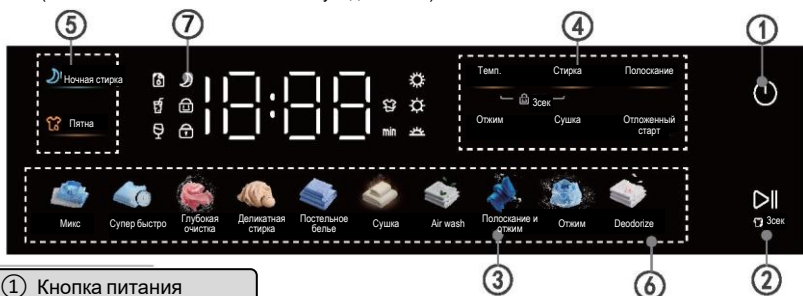 ⑤ ⑦ ④ ①
Ночная стирка
Пятна
18:88
min
Темп. Стирка Полоскание
3сек
Отжим Сушка Отложенный
старт
Микс Супер быстро Глубокая
очистка Деликатная
стирка Постельное
белье Сушка Air wash Полоскание и
отжим Отжим Deodorize
3сек
③ ⑥ ②
① Кнопка питания